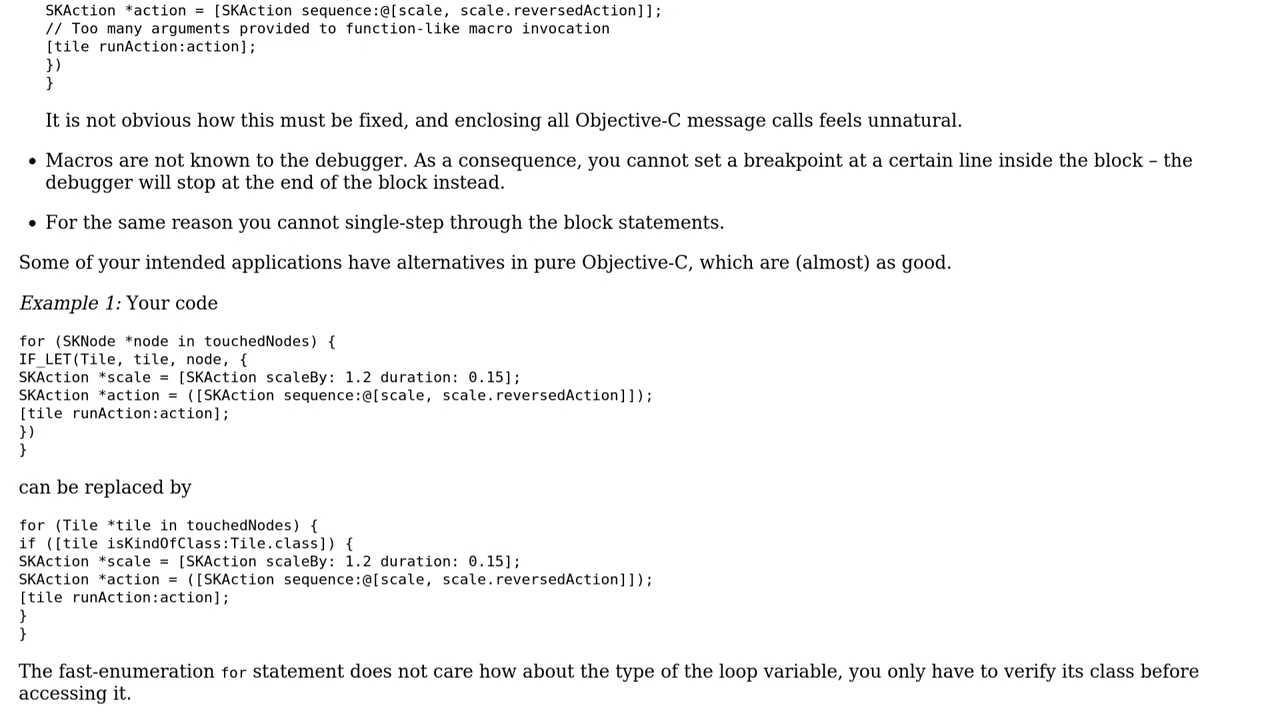 SKAction *action = [SKAction sequence:@[scale, scale.reversedAction]];
// Too many arguments provided to function-like macro invocation
[tile runAction:action];
})
}
It is not obvious how this must be fixed, and enclosing all Objective-C message calls feels unnatural.
• Macros are not known to the debugger. As a consequence, you cannot set a breakpoint at a certain line inside the block – the
debugger will stop at the end of the block instead.
• For the same reason you cannot single-step through the block statements.
Some of your intended applications have alternatives in pure Objective-C, which are (almost) as good.
Example 1: Your code
for (SKNode *node in touchedNodes) {
IF_LET(Tile, tile, node, {
SKAction *scale = [SKAction scaleBy: 1.2 duration: 0.15];
SKAction *action = ([SKAction sequence:@[scale, scale.reversedAction]]);
[tile runAction:action];
})
}
can be replaced by
for (Tile *tile in touchedNodes) {
if ([tile isKindOfClass:Tile.class]) {
SKAction *scale = [SKAction scaleBy: 1.2 duration: 0.15];
SKAction *action = ([SKAction sequence:@[scale, scale.reversedAction]]);
[tile runAction:action];
}
}
The fast-enumeration for statement does not care how about the type of the loop variable, you only have to verify its class before
accessing it.